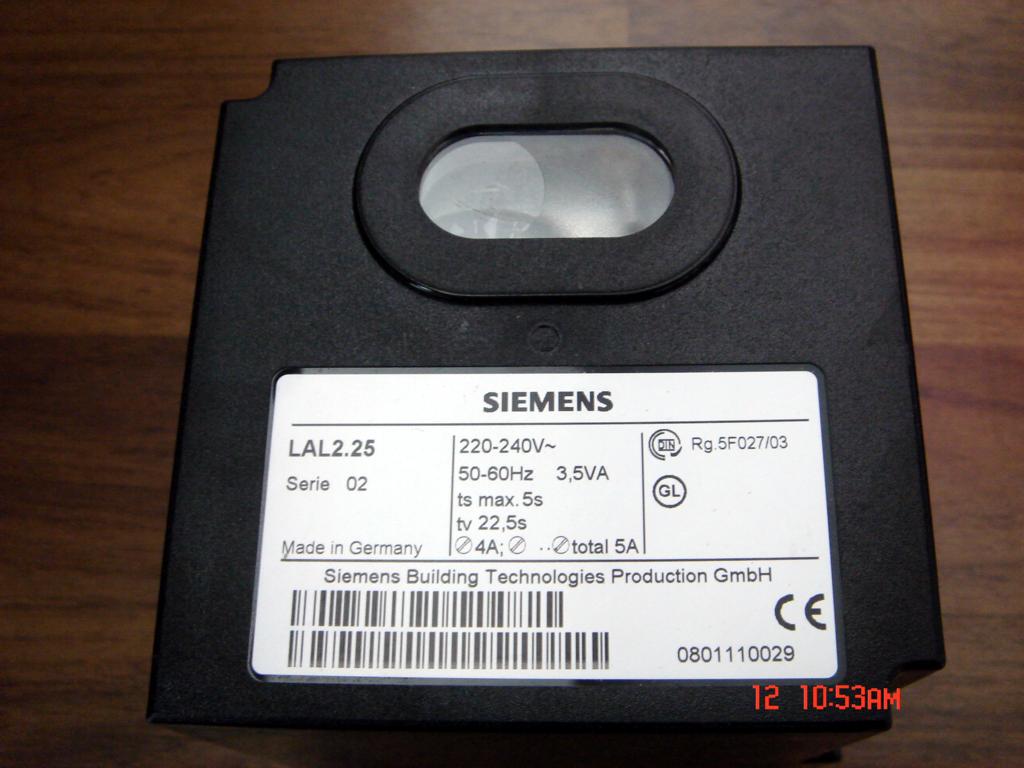 SIEMENS
LAL2.25
Serie 02
Made in Germany
220-240V~
50-60Hz 3,5VA
ts max. 5s
tv 22,5s
⊘4A; ⊘ ..⊘total 5A
DIN Rg.5F027/03
GL
Siemens Building Technologies Production GmbH
CE
0801110029
12 10:53AM